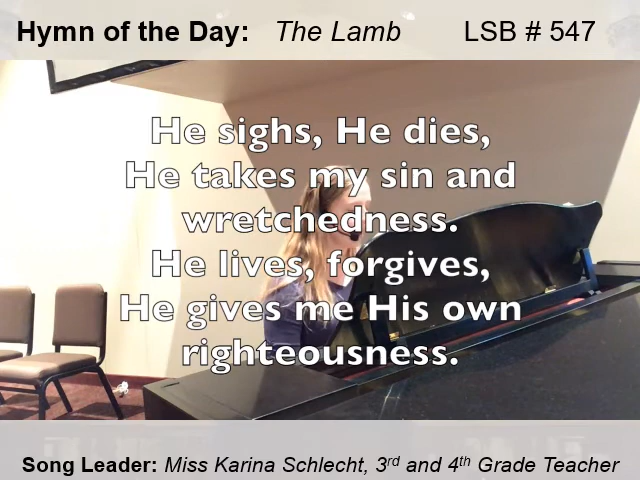 Hymn of the Day: The Lamb LSB # 547
He sighs, He dies,
He takes my sin and
wretchedness.
He lives, forgives,
He gives me His own
righteousness.
Song Leader: Miss Karina Schlecht, 3rd and 4th Grade Teacher